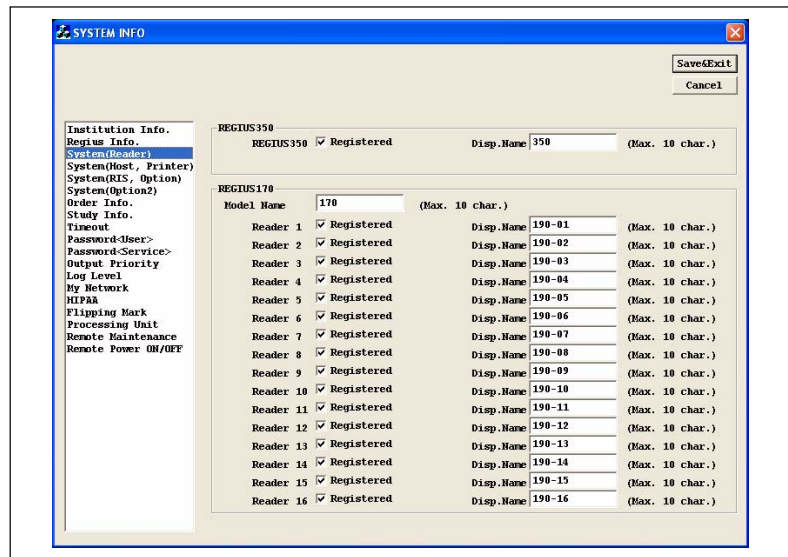 SYSTEM INFO
Save&Exit
Cancel
Institution Info.
Regius Info.
System(Reader)
System(Host, Printer)
System(RIS, Option)
System(Option2)
Order Info.
Study Info.
Timeout
Password<User>
Password<Service>
Output Priority
Log Level
My Network
HIPAA
Flipping Mark
Processing Unit
Remote Maintenance
Remote Power ON/OFF
REGIUS350
REGIUS350 Registered Disp.Name 350 (Max. 10 char.)
REGIUS170
Model Name 170 (Max. 10 char.)
Reader 1 Registered Disp.Name 190-01 (Max. 10 char.)
Reader 2 Registered Disp.Name 190-02 (Max. 10 char.)
Reader 3 Registered Disp.Name 190-03 (Max. 10 char.)
Reader 4 Registered Disp.Name 190-04 (Max. 10 char.)
Reader 5 Registered Disp.Name 190-05 (Max. 10 char.)
Reader 6 Registered Disp.Name 190-06 (Max. 10 char.)
Reader 7 Registered Disp.Name 190-07 (Max. 10 char.)
Reader 8 Registered Disp.Name 190-08 (Max. 10 char.)
Reader 9 Registered Disp.Name 190-09 (Max. 10 char.)
Reader 10 Registered Disp.Name 190-10 (Max. 10 char.)
Reader 11 Registered Disp.Name 190-11 (Max. 10 char.)
Reader 12 Registered Disp.Name 190-12 (Max. 10 char.)
Reader 13 Registered Disp.Name 190-13 (Max. 10 char.)
Reader 14 Registered Disp.Name 190-14 (Max. 10 char.)
Reader 15 Registered Disp.Name 190-15 (Max. 10 char.)
Reader 16 Registered Disp.Name 190-16 (Max. 10 char.)